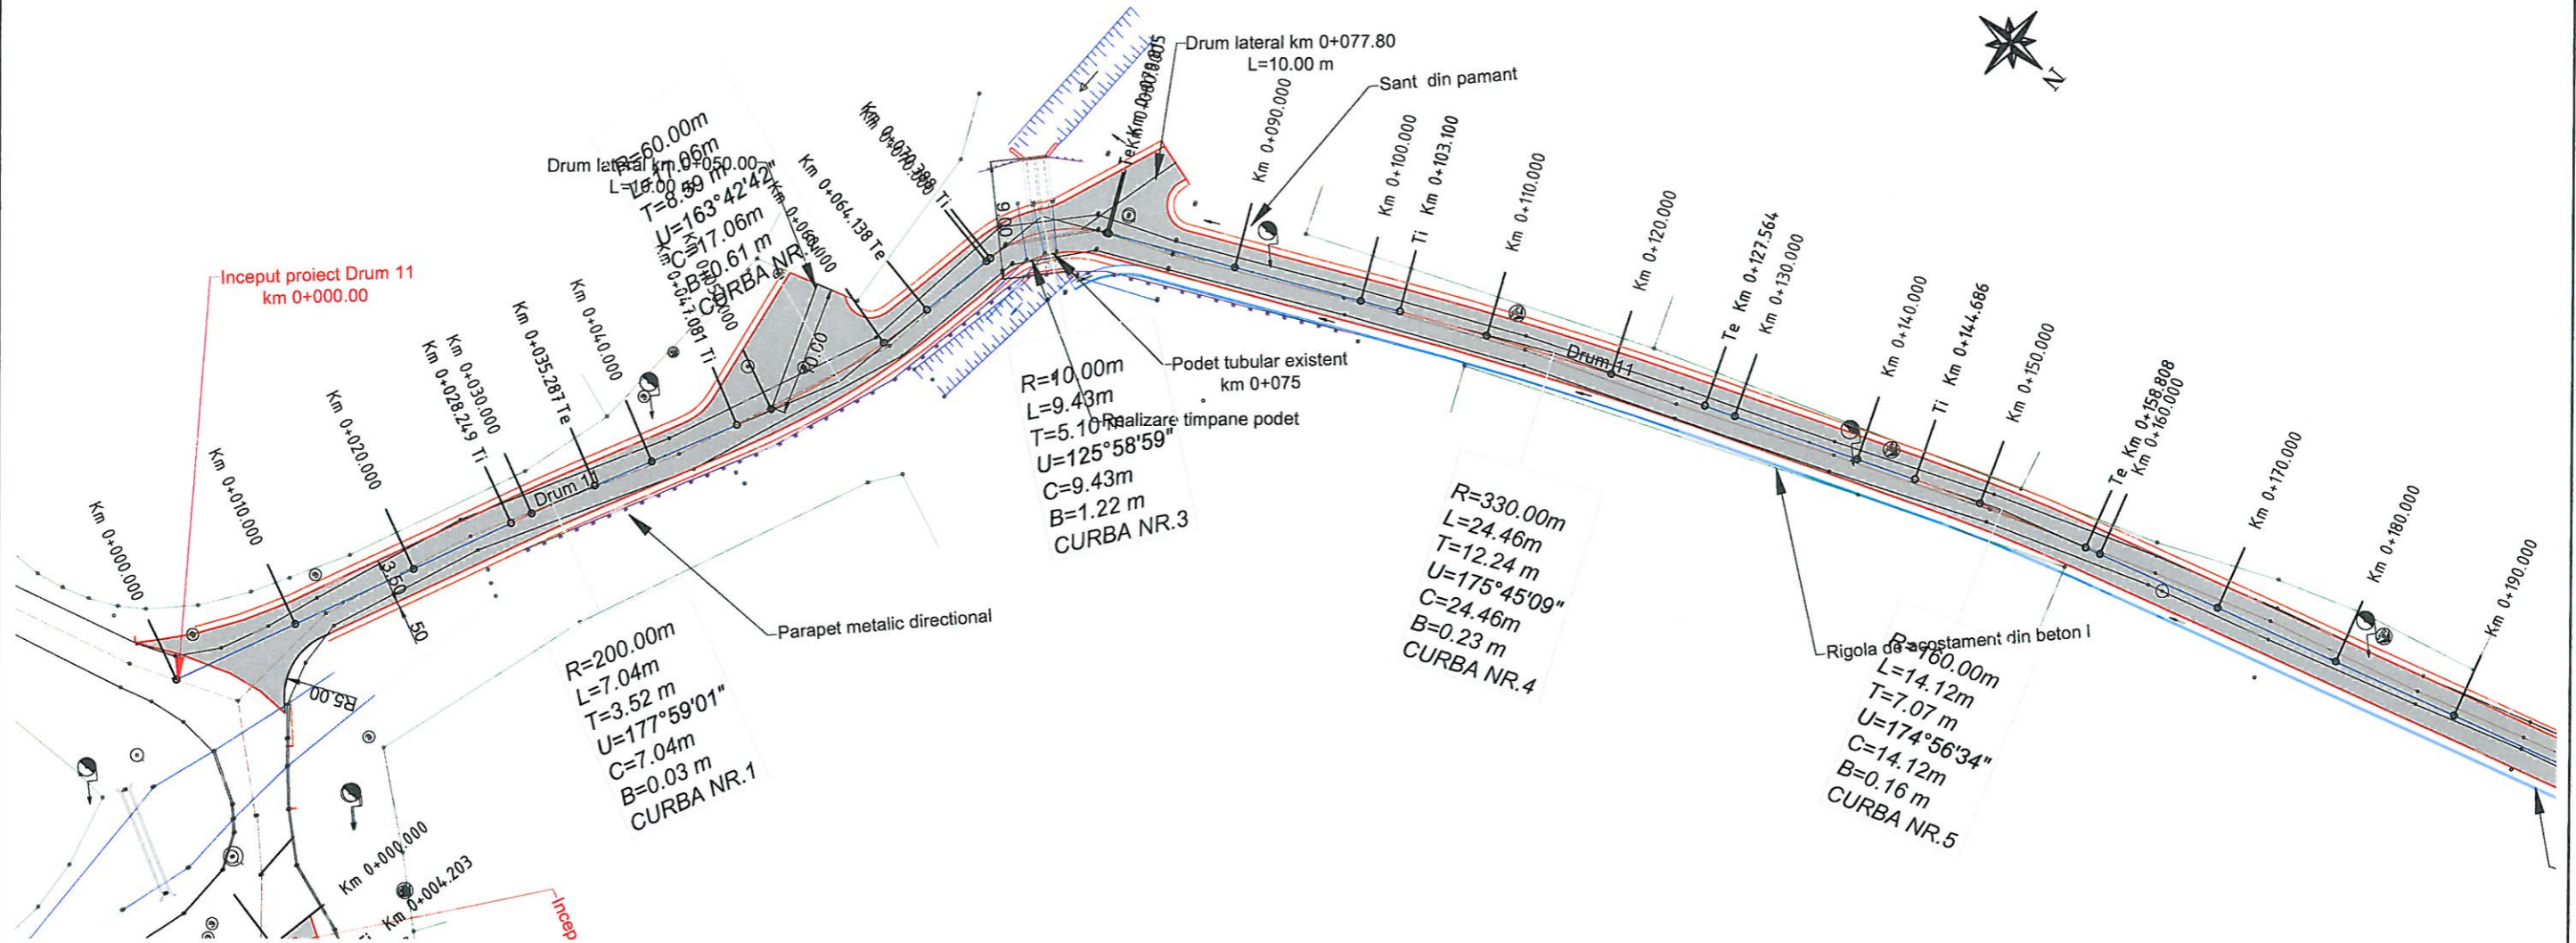 Drum lateral km 0+077.80
L=10.00 m
Sant din pamant
N
R=60.00m
L=17.06m
T=8.59 m
U=163°42'42"
C=17.06m
B=0.61 m
CURBA NR.
Drum lateral km 0+050.00
L=10.00 m
Inceput proiect Drum 11
km 0+000.00
Km 0+000.000
Km 0+010.000
Km 0+020.000
Km 0+028.249 Ti
Km 0+030.000
Km 0+035.287 Te
Km 0+040.000
Km 0+047.081 Ti
Km 0+060.000
Km 0+064.138 Te
Km 0+070.000
Ti
9.00
Km 0+090.000
Km 0+100.000
Ti Km 0+103.100
Km 0+110.000
Km 0+120.000
Te Km 0+127.564
Km 0+130.000
Km 0+140.000
Ti Km 0+144.686
Km 0+150.000
Te Km 0+158.808
Km 0+160.000
Km 0+170.000
Km 0+180.000
Km 0+190.000
Drum 11
Drum 11
3.50
.50
R5.00
Parapet metalic directional
Podet tubular existent
km 0+075
Realizare timpane podet
R=10.00m
L=9.43m
T=5.10 m
U=125°58'59"
C=9.43m
B=1.22 m
CURBA NR.3
R=200.00m
L=7.04m
T=3.52 m
U=177°59'01"
C=7.04m
B=0.03 m
CURBA NR.1
R=330.00m
L=24.46m
T=12.24 m
U=175°45'09"
C=24.46m
B=0.23 m
CURBA NR.4
Rigola de acostament din beton I
R=160.00m
L=14.12m
T=7.07 m
U=174°56'34"
C=14.12m
B=0.16 m
CURBA NR.5
Km 0+000.000
Km 0+004.203
Incep